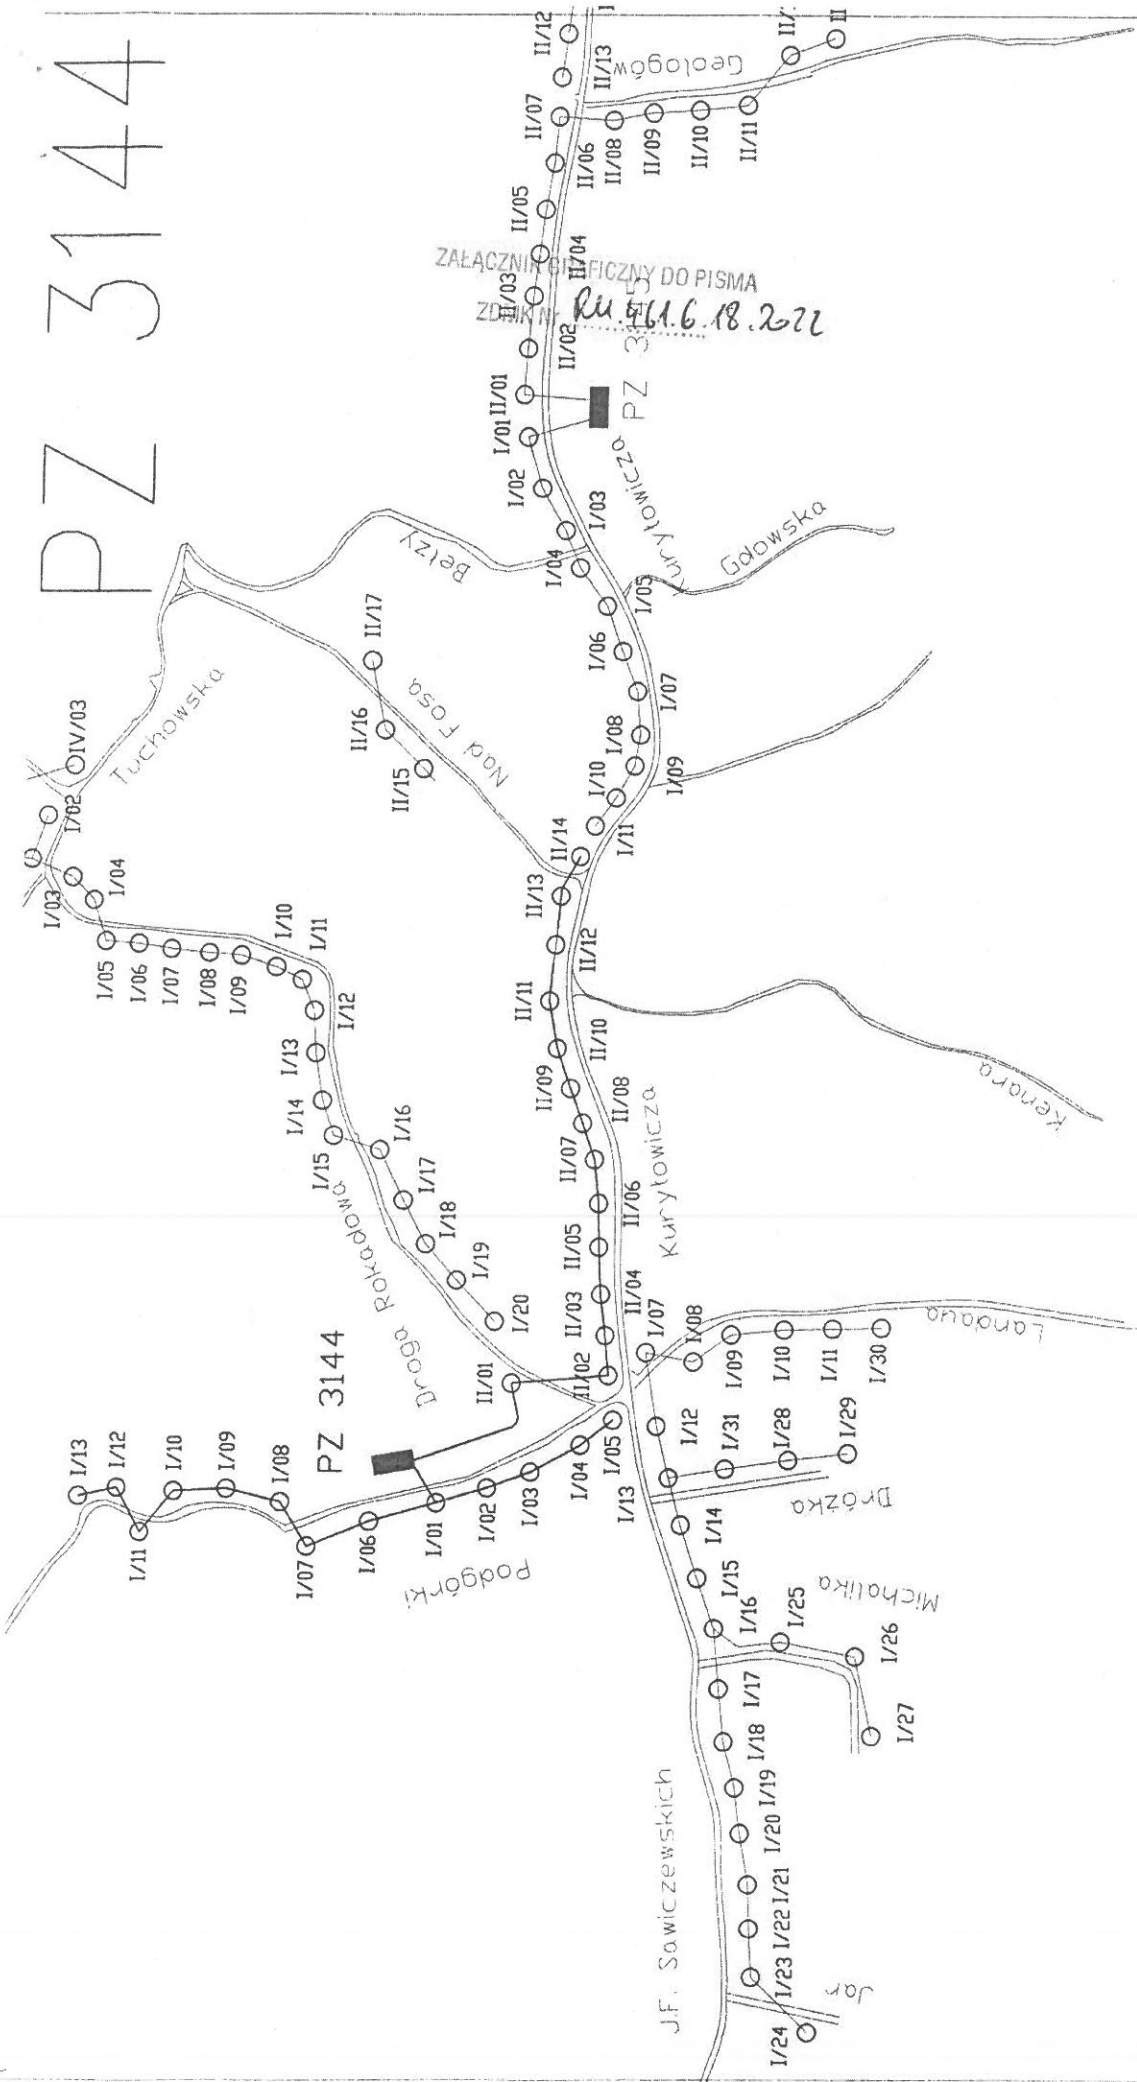 PZ 3144
II/12
II/13
Geologów
II/07
II/06
II/08
II/09
II/10
II/11
II/05
II/04
II/03
II/02
II/01
ZAŁĄCZNIK GRAFICZNY DO PISMA
ZDMK Nr RU.461.6.18.2022
I/01
I/02
I/03
I/04
I/05
I/06
I/07
I/08
I/09
I/10
I/11
Kuryłowicza
Gdowska
Bełzy
II/17
II/16
II/15
Nad Fosą
Tuchowska
IV/03
I/02
I/03
I/04
I/05
I/06
I/07
I/08
I/09
I/10
I/11
I/12
I/13
I/14
I/15
I/16
I/17
I/18
I/19
I/20
Droga Rokadowa
PZ 3144
II/14
II/13
II/12
II/11
II/10
II/09
II/08
II/07
II/06
II/05
II/04
II/03
II/02
II/01
Kuryłowicza
Kenara
I/13
I/12
I/11
I/10
I/09
I/08
I/07
I/06
I/01
I/02
I/03
I/04
I/05
Podgórki
I/07
I/08
I/09
I/10
I/11
I/30
Landaua
I/12
I/13
I/31
I/28
I/29
Dróżka
I/14
I/15
I/16
I/25
I/26
I/27
Michalika
I/17
I/18
I/19
I/20
I/21
I/22
I/23
I/24
J.F. Sawiczewskich
Jar